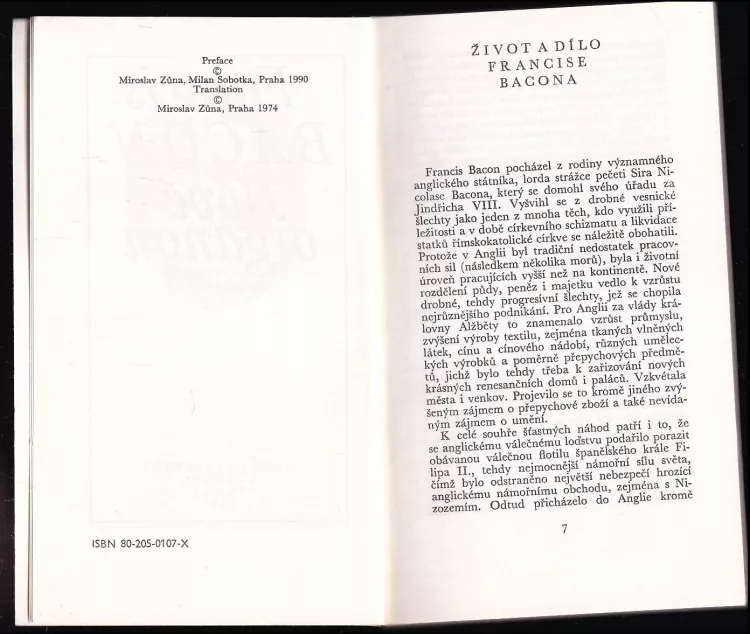 Preface
©
Miroslav Zůna, Milan Sobotka, Praha 1990
Translation
©
Miroslav Zůna, Praha 1974
ISBN 80-205-0107-X
ŽIVOT A DÍLO
FRANCISE
BACONA
Francis Bacon pocházel z rodiny významného
anglického státníka, lorda strážce pečeti Sira Ni-
colase Bacona, který se domohl svého úřadu za
Jindřicha VIII. Vyšvihl se z drobné vesnické
šlechty jako jeden z mnoha těch, kdo využili pří-
ležitosti a v době církevního schizmatu a likvidace
statků římskokatolické církve se náležitě obohatili.
Protože v Anglii byl tradiční nedostatek pracov-
ních sil (následkem několika morů), byla i životní
úroveň pracujících vyšší než na kontinentě. Nové
rozdělení půdy, peněz i majetku vedlo k vzrůstu
drobné, tehdy progresívní šlechty, jež se chopila
nejrůznějšího podnikání. Pro Anglii za vlády krá-
lovny Alžběty to znamenalo vzrůst průmyslu,
zvýšení výroby textilu, zejména tkaných vlněných
látek, cínu a cínového nádobí, různých umělec-
kých výrobků a poměrně přepychových předmě-
tů, jichž bylo tehdy třeba k zařizování nových
krásných renesančních domů i paláců. Vzkvétala
města i venkov. Projevilo se to kromě jiného zvý-
šeným zájmem o přepychové zboží a také nevída-
ným zájmem o umění.
K celé souhře šťastných náhod patří i to, že
se anglickému válečnému loďstvu podařilo porazit
obávanou válečnou flotilu španělského krále Fi-
lipa II., tehdy nejmocnější námořní sílu světa,
čímž bylo odstraněno největší nebezpečí hrozící
anglickému námořnímu obchodu, zejména s Ni-
zozemím. Odtud přicházelo do Anglie kromě
7